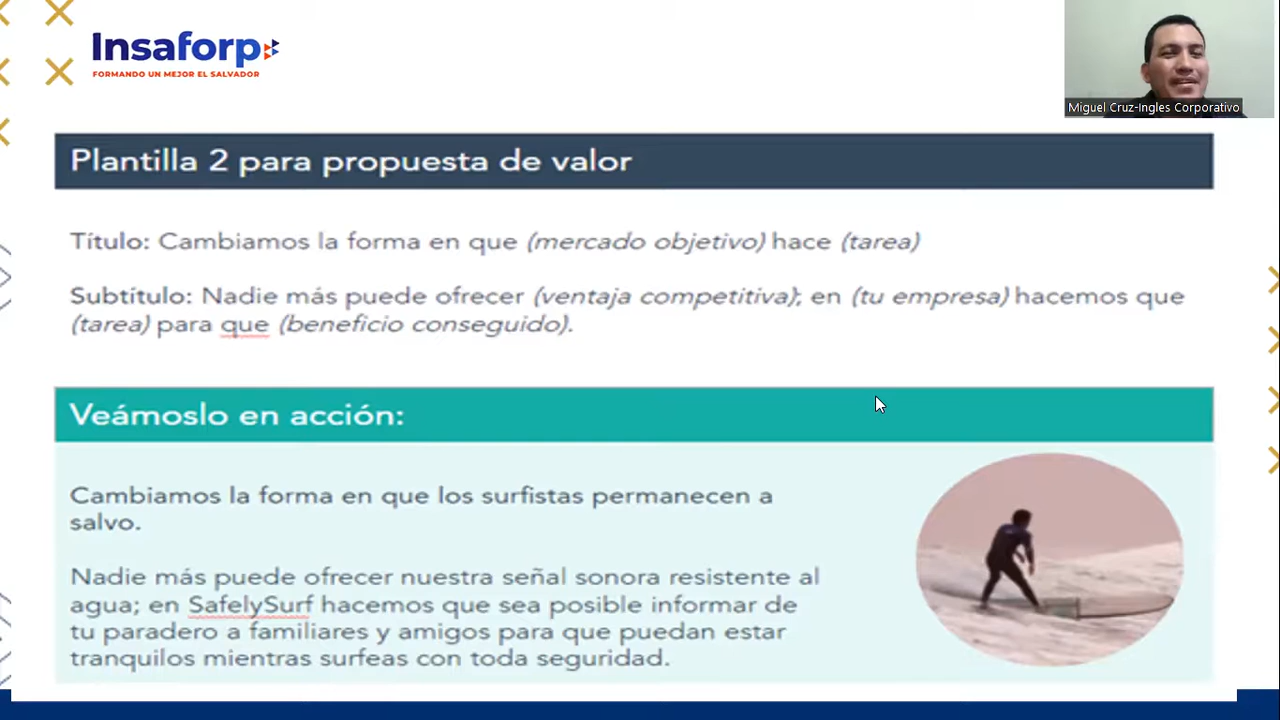 Insaforp
FORMANDO UN MEJOR EL SALVADOR
Miguel Cruz-Ingles Corporativo
Plantilla 2 para propuesta de valor
Título: Cambiamos la forma en que (mercado objetivo) hace (tarea)
Subtítulo: Nadie más puede ofrecer (ventaja competitiva); en (tu empresa) hacemos que
(tarea) para que (beneficio conseguido).
Veámoslo en acción:
Cambiamos la forma en que los surfistas permanecen a
salvo.
Nadie más puede ofrecer nuestra señal sonora resistente al
agua; en SafelySurf hacemos que sea posible informar de
tu paradero a familiares y amigos para que puedan estar
tranquilos mientras surfeas con toda seguridad.